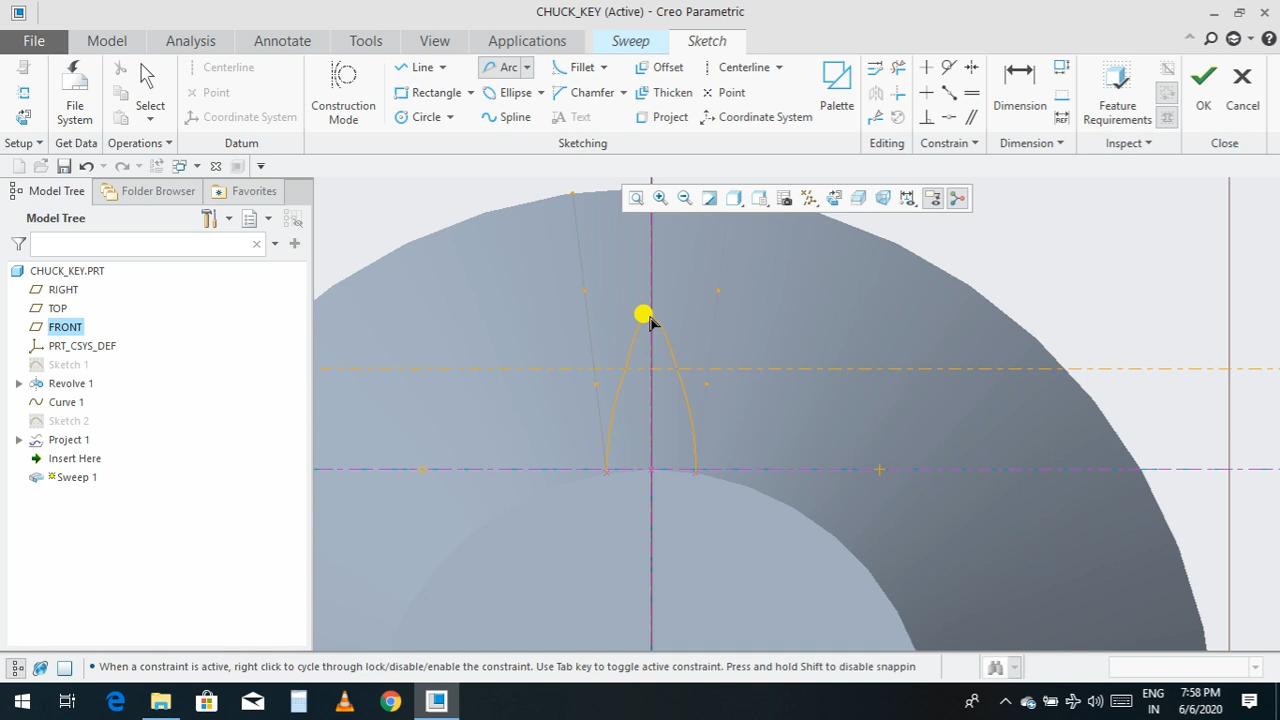 CHUCK_KEY (Active) - Creo Parametric
File Model Analysis Annotate Tools View Applications Sweep Sketch
Centerline Line Arc Fillet Offset Centerline
Point Rectangle Ellipse Chamfer Thicken Point
Coordinate System Circle Spline Text Project Coordinate System
File System
Select
Construction Mode
Palette
Dimension
Feature Requirements
OK Cancel
Setup Get Data Operations Datum Sketching Editing Constrain Dimension Inspect Close
Model Tree Folder Browser Favorites
Model Tree
CHUCK_KEY.PRT
RIGHT
TOP
FRONT
PRT_CSYS_DEF
Sketch 1
Revolve 1
Curve 1
Sketch 2
Project 1
Insert Here
Sweep 1
• When a constraint is active, right click to cycle through lock/disable/enable the constraint. Use Tab key to toggle active constraint. Press and hold Shift to disable snappin
ENG
IN
7:58 PM
6/6/2020